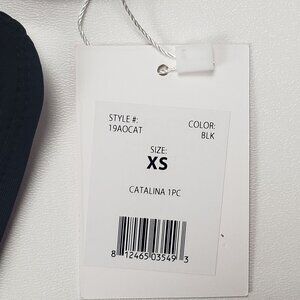 STYLE #: COLOR:
19AOCAT BLK
SIZE:
XS
CATALINA 1PC
8 12465 03549 3